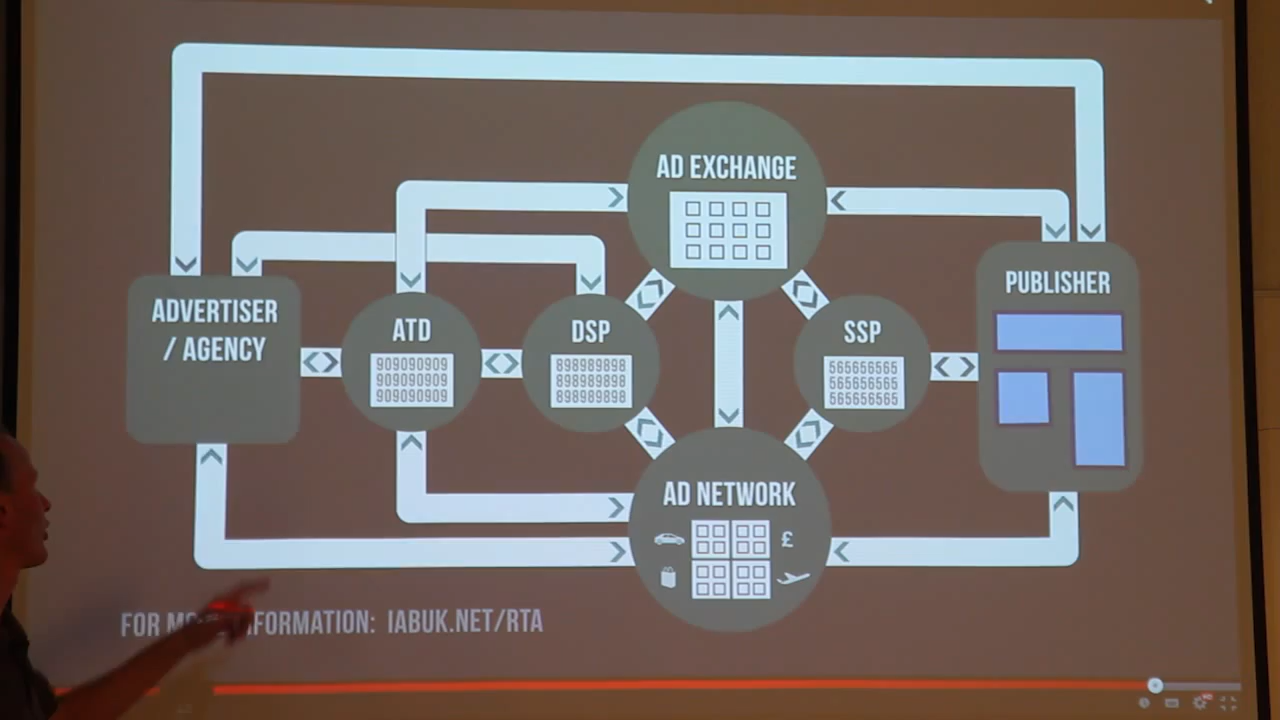 AD EXCHANGE
ADVERTISER
/ AGENCY
ATD
909090909
909090909
909090909
DSP
898989898
898989898
898989898
SSP
565656565
565656565
565656565
PUBLISHER
AD NETWORK
£
FOR INFORMATION: IABUK.NET/RTA